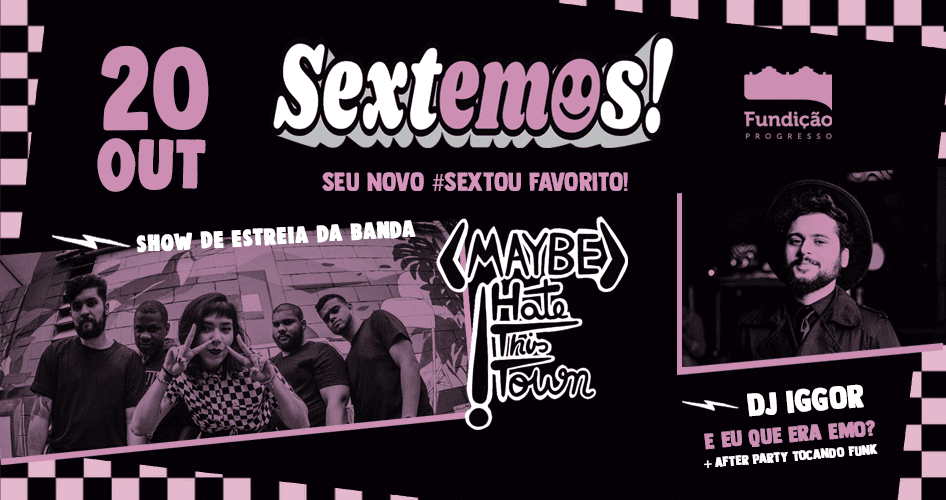 20
OUT
Sextemos!
SEU NOVO #SEXTOU FAVORITO!
Fundição
PROGRESSO
SHOW DE ESTREIA DA BANDA
(MAYBE)
I Hate
This
Town
DJ IGGOR
E EU QUE ERA EMO?
+ AFTER PARTY TOCANDO FUNK